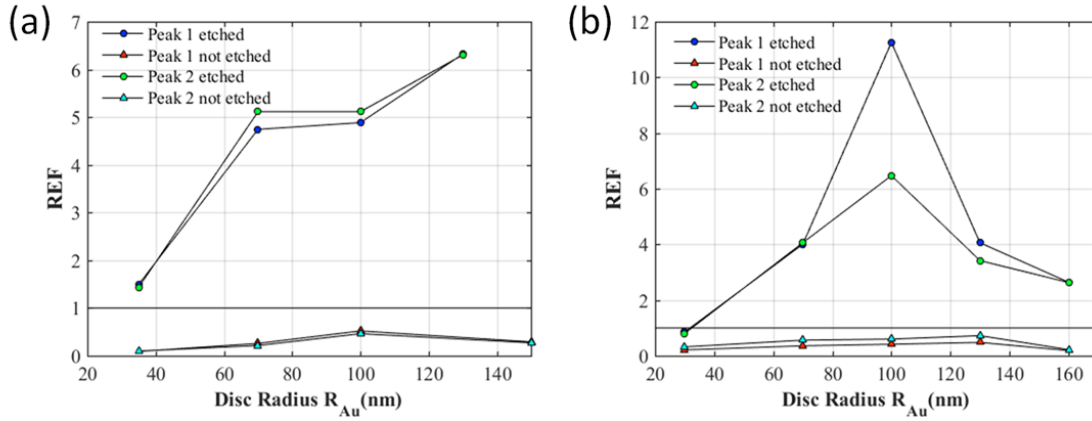 (a)
7
6
5
4
3
2
1
0
REF
Peak 1 etched
Peak 1 not etched
Peak 2 etched
Peak 2 not etched
20 40 60 80 100 120 140
Disc Radius R_Au(nm)
(b)
12
10
8
6
4
2
0
REF
Peak 1 etched
Peak 1 not etched
Peak 2 etched
Peak 2 not etched
20 40 60 80 100 120 140 160
Disc Radius R_Au(nm)